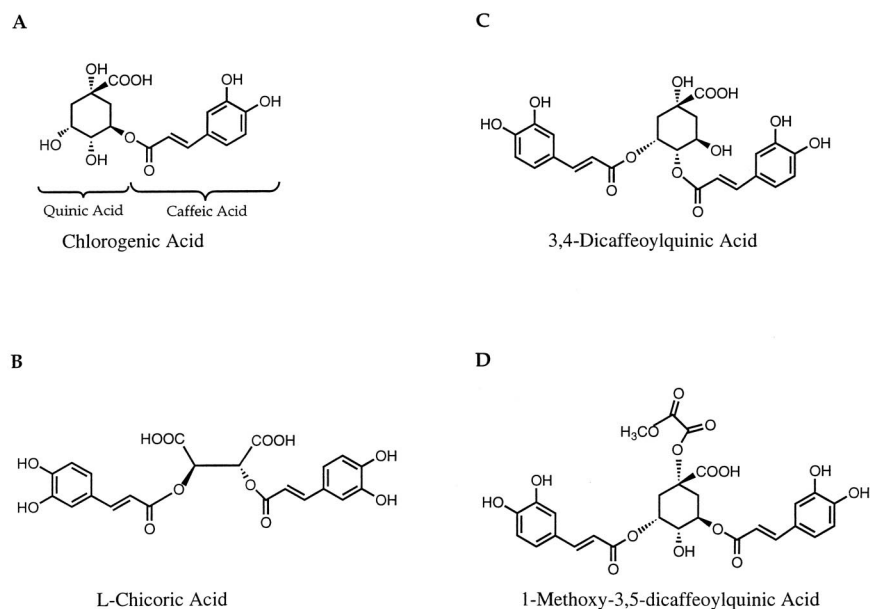 A
OH
COOH
OH
OH
HO
OH
O
O
Quinic Acid
Caffeic Acid
Chlorogenic Acid
C
OH
COOH
OH
HO
OH
OH
OH
O
O
O
O
3,4-Dicaffeoylquinic Acid
B
HOOC
COOH
HO
HO
OH
OH
O
O
O
O
L-Chicoric Acid
D
O
O
H₃C
O
O
COOH
OH
HO
OH
OH
O
O
OH
O
O
1-Methoxy-3,5-dicaffeoylquinic Acid